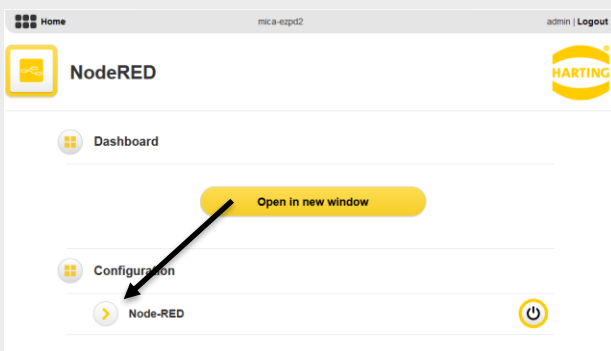 Home mica-ezpd2 admin | Logout
NodeRED
HARTING
Dashboard
Open in new window
Configuration
Node-RED